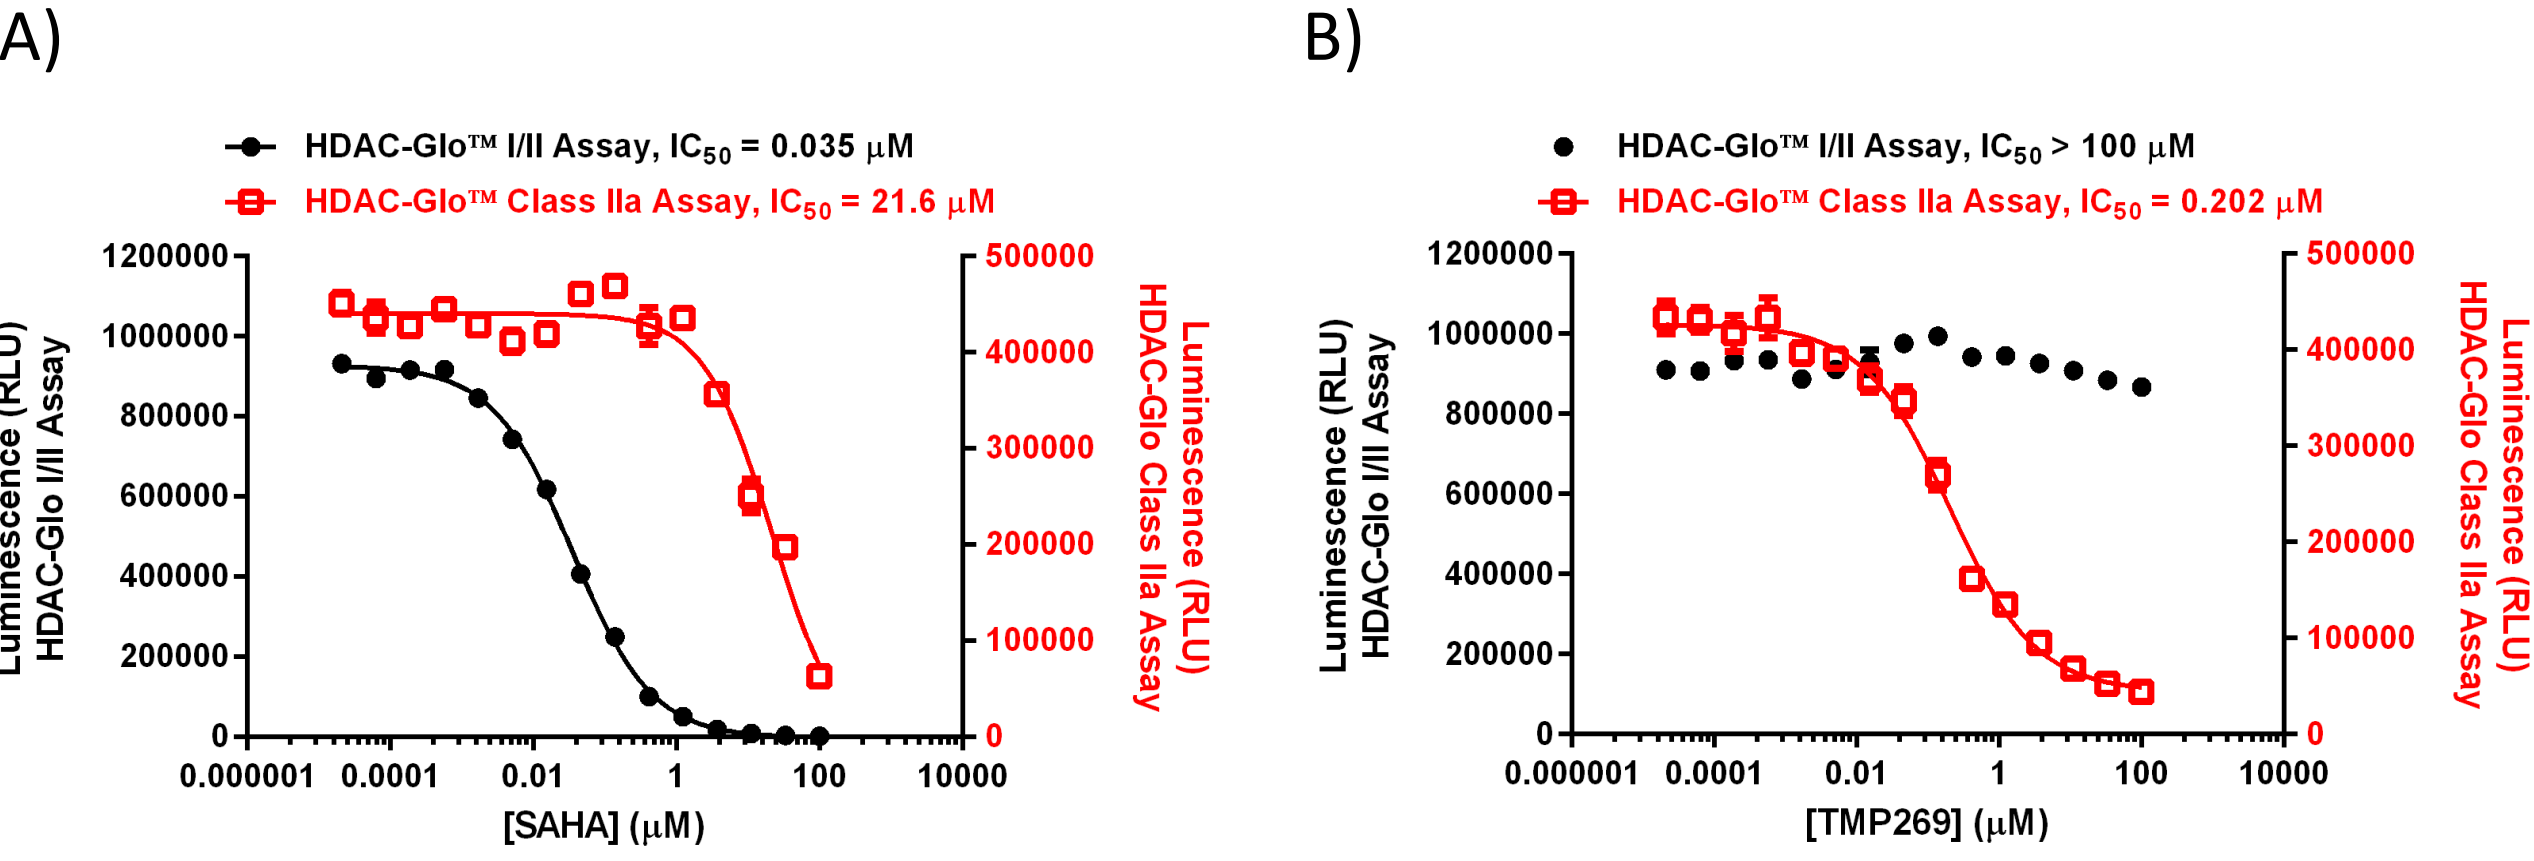 A)
HDAC-Glo™ I/II Assay, IC50 = 0.035 μM
HDAC-Glo™ Class IIa Assay, IC50 = 21.6 μM
1200000
1000000
800000
600000
400000
200000
0
Luminescence (RLU)
HDAC-Glo I/II Assay
500000
400000
300000
200000
100000
0
Luminescence (RLU)
HDAC-Glo Class IIa Assay
0.000001 0.0001 0.01 1 100 10000
[SAHA] (μM)
B)
HDAC-Glo™ I/II Assay, IC50 > 100 μM
HDAC-Glo™ Class IIa Assay, IC50 = 0.202 μM
1200000
1000000
800000
600000
400000
200000
0
Luminescence (RLU)
HDAC-Glo I/II Assay
500000
400000
300000
200000
100000
0
Luminescence (RLU)
HDAC-Glo Class IIa Assay
0.000001 0.0001 0.01 1 100 10000
[TMP269] (μM)